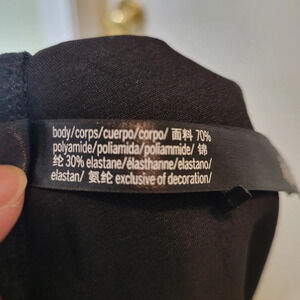 body/corps/cuerpo/corpo/ 面料 70%
polyamide/poliamida/poliammide/ 锦
纶 30% elastane/élasthanne/elastano/
elastan/ 氨纶 exclusive of decoration/